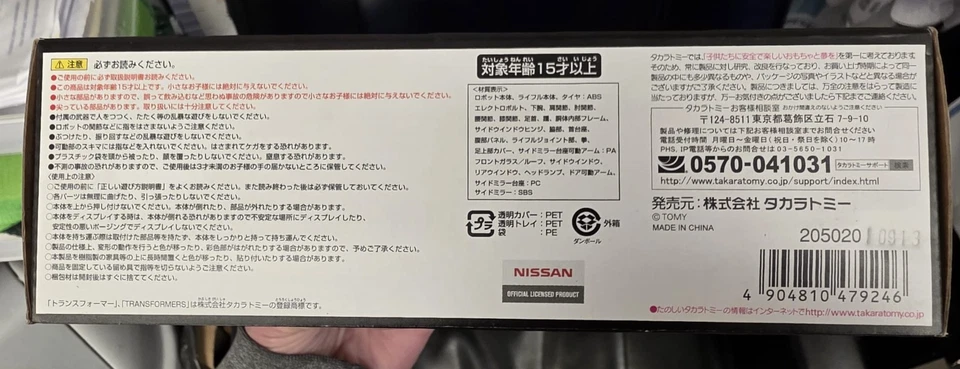 注意 必ずお読みください。
●ご使用の前に必ず取扱説明書お読みください。
●この商品は対象年齢15才以上です。小さなお子様には絶対に与えないでください。
●小さな部品がありますので、誤って飲み込むなど思わぬ事故の危険がありますので小さなお子様には絶対に与えないでください。
●尖っている部品があります。取り扱いには十分注意してください。
●付属の武器で人をつつく、たたく等の乱暴な遊びをしないでください。
●ロボットの関節などに指をはさまないようご注意ください。
●ぶつけたり、振り回すなどの乱暴な遊びをしないでください。
●可動部のスキマには指などを入れないでください。はさまれてケガをする恐れがあります。
●プラスチック袋を頭から被ったり、顔を覆ったりしないでください。窒息する恐れがあります。
●不測の事故の恐れがありますので、ご使用後は3才未満のお子様の手の届かないところに保管してください。
〈使用上の注意〉
○ご使用の前に「正しい遊び方説明書」をよくお読みください。また読み終わった後は必ず保管しておいてください。
○各パーツは無理に曲げたり、引っ張りしないでください。
○本体を上から押し付けないでください。本体が倒れたり、部品が外れたりする場合があります。
○本体をディスプレイする時は、本体が倒れる恐れがありますので不安定な場所にディスプレイしたり、
安定性の悪いポージングでディスプレイしないでください。
○本体を持ち運ぶ際は取り付けた部品等を持たず、本体をしっかりと持って持ち運んでください。
○製品の仕様上、変形の動作を行うと色が移ったり、彩色部がはがれたりする場合がありますので、予めご了承ください。
○本製品を樹脂製の家具等の上に長時間置くと色が移ったり、貼り付いたりする場合があります。
○商品を固定している留め具で指等を切らないようご注意ください。
○梱包材は開封後はすぐに捨ててください。
「トランスフォーマー」、「TRANSFORMERS」は株式会社タカラトミーの登録商標です。
対象年齢15才以上
〈材質表示〉
ロボット本体、ライフル本体、タイヤ:ABS
エレクトロボルト、下腕、肩関節、肘関節、
腰関節、膝関節、足首、踵、胴体内部フレーム、
サイドウィンドウヒンジ、脇腹、首台座、
腹部パネル、ライフルジョイント部、拳、
足上部カバー、サイドミラー台座可動アーム:PA
フロントガラス/ルーフ、サイドウインドウ、
リアウインドウ、ヘッドランプ、ドア可動アーム、
サイドミラー台座:PC
サイドミラー:SBS
プラ
透明カバー:PET
透明トレイ:PET
袋 :PE
ダンボール
外箱
NISSAN
OFFICIAL LICENSED PRODUCT
タカラトミーでは、「子供たちに安全で楽しいおもちゃと夢を」を第一に考えております。
そのため、常に製品に対し、研究、改良を行なっております。お買い上げ時期によって同一
製品の中にも多少異なるものや、パッケージの写真やイラストなどと異なる場合が
ございますがご了承ください。製品につきましては、万全の注意をはらって製造に
当たっておりますが、万一お気付きの点がございましたら下記までご連絡ください。
タカラトミーお客様相談室 おかけ間違えのないようご注意ください
〒124-8511 東京都葛飾区立石 7-9-10
製品や修理については下記お客様相談室までお問合せください
電話受付時間 月曜日~金曜日(祝・祭日を除く)10~17時
PHS、IP電話からのお問い合わせは 03-5650-1031
0570-041031 タカラトミーサポート 検索
http://www.takaratomy.co.jp/support/index.html
発売元:株式会社 タカラトミー
© TOMY
MADE IN CHINA
205020
4 904810 479246
●たのしいタカラトミーの情報はインターネットでhttp://www.takaratomy.co.jp